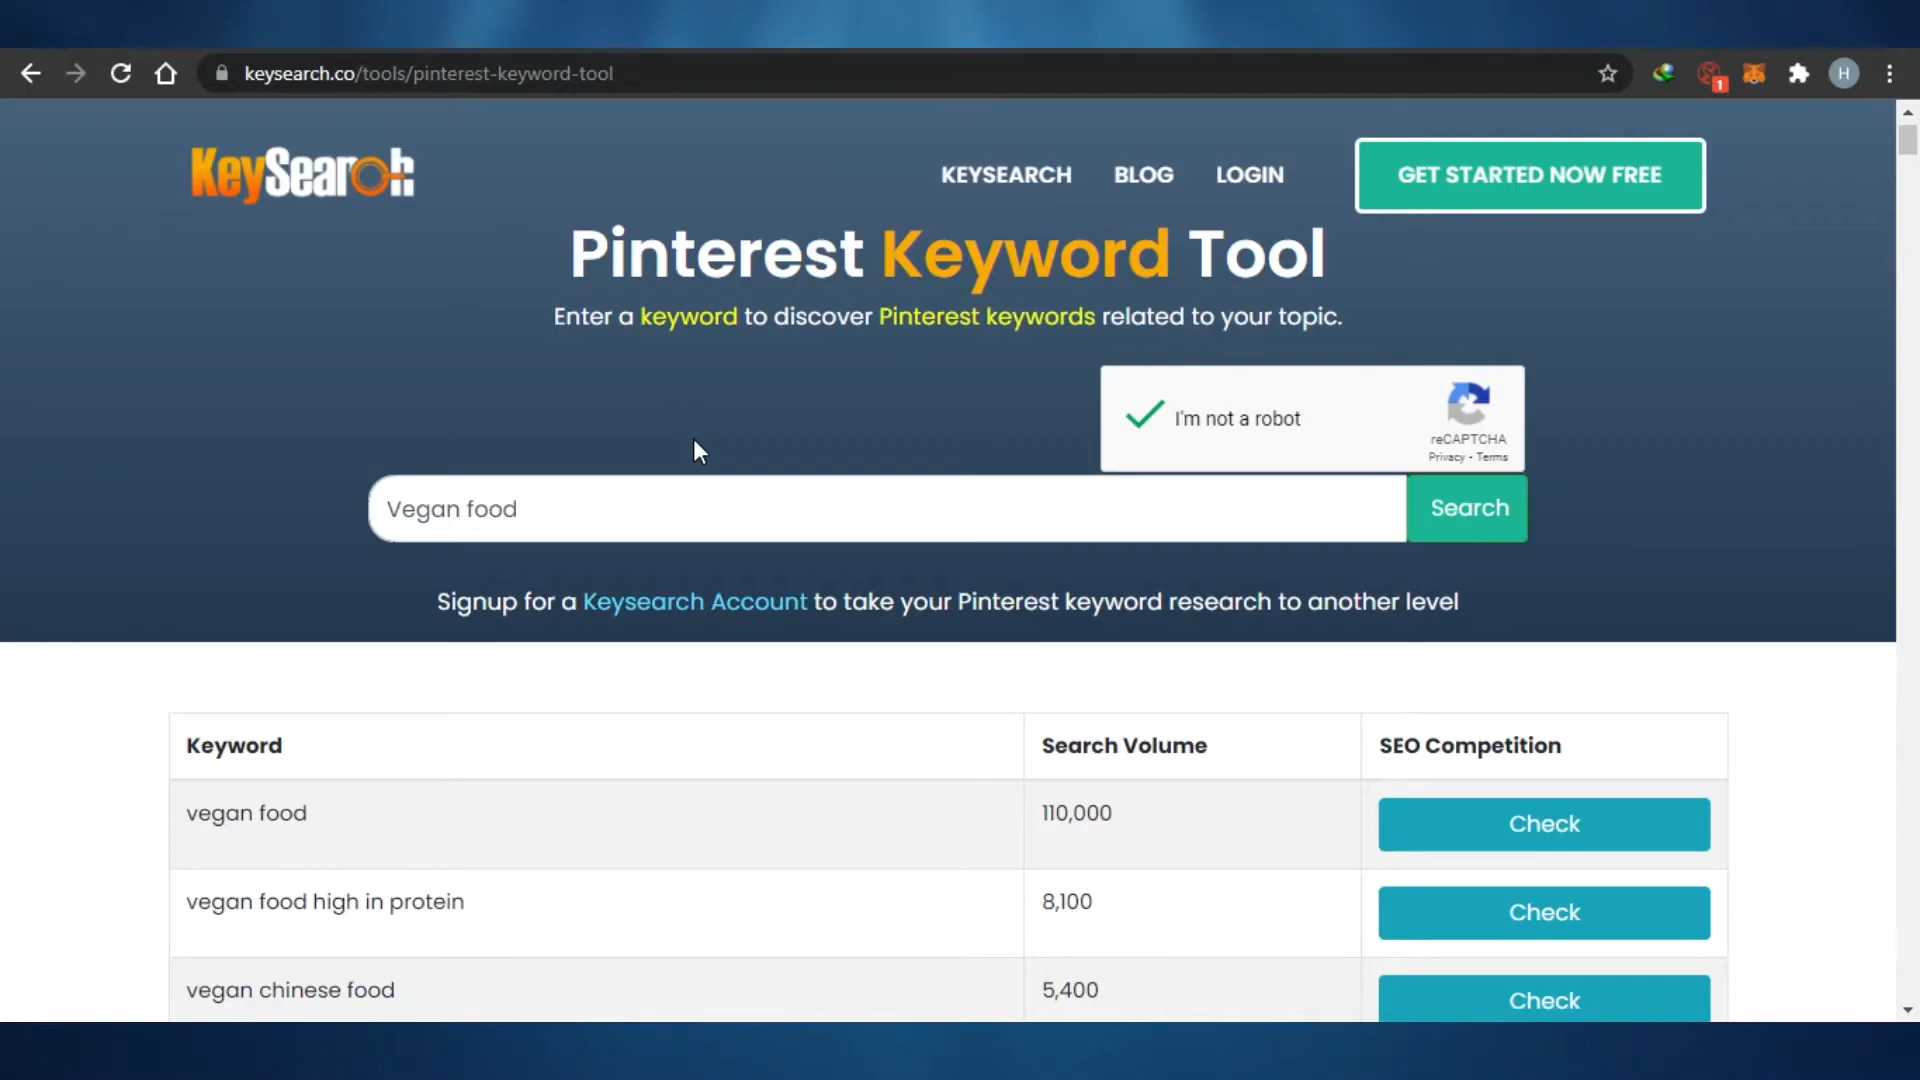 keysearch.co/tools/pinterest-keyword-tool
1
H
KeySearch
KEYSEARCH
BLOG
LOGIN
GET STARTED NOW FREE
Pinterest Keyword Tool
Enter a keyword to discover Pinterest keywords related to your topic.
I'm not a robot
reCAPTCHA
Privacy - Terms
Vegan food
Search
Signup for a Keysearch Account to take your Pinterest keyword research to another level
Keyword
Search Volume
SEO Competition
vegan food
110,000
Check
vegan food high in protein
8,100
Check
vegan chinese food
5,400
Check